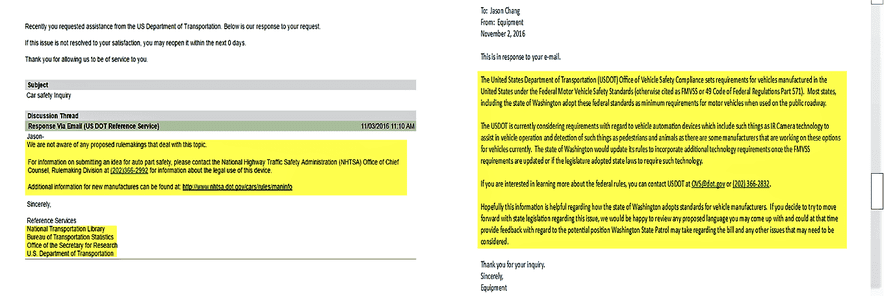 Recently you requested assistance from the US Department of Transportation. Below is our response to your request.
If this issue is not resolved to your satisfaction, you may reopen it within the next 0 days.
Thank you for allowing us to be of service to you.
Subject
Car safety Inquiry
Discussion Thread
Response Via Email (US DOT Reference Service) 11/03/2016 11:10 AM
Jason-
We are not aware of any proposed rulemakings that deal with this topic.
For information on submitting an idea for auto part safety, please contact the National Highway Traffic Safety Administration (NHTSA) Office of Chief
Counsel, Rulemaking Division at (202)366-2992 for information about the legal use of this device.
Additional information for new manufactures can be found at: http://www.nhtsa.dot.gov/cars/rules/maninfo
Sincerely,
Reference Services
National Transportation Library
Bureau of Transportation Statistics
Office of the Secretary for Research
U.S. Department of Transportation
To: Jason Chang
From: Equipment
November 2, 2016
This is in response to your e-mail.
The United States Department of Transportation (USDOT) Office of Vehicle Safety Compliance sets requirements for vehicles manufactured in the
United States under the Federal Motor Vehicle Safety Standards (otherwise cited as FMVSS or 49 Code of Federal Regulations Part 571). Most states,
including the state of Washington adopt these federal standards as minimum requirements for motor vehicles when used on the public roadway.
The USDOT is currently considering requirements with regard to vehicle automation devices which include such things as IR Camera technology to
assist in vehicle operation and detection of such things as pedestrians and animals as there are some manufacturers that are working on these options
for vehicles currently. The state of Washington would update its rules to incorporate additional technology requirements once the FMVSS
requirements are updated or if the legislature adopted state laws to require such technology.
If you are interested in learning more about the federal rules, you can contact USDOT at OVS@dot.gov or (202) 366-2832.
Hopefully this information is helpful regarding how the state of Washington adopts standards for vehicle manufacturers. If you decide to try to move
forward with state legislation regarding this issue, we would be happy to review any proposed language you may come up with and could at that time
provide feedback with regard to the potential position Washington State Patrol may take regarding the bill and any other issues that may need to be
considered.
Thank you for your inquiry.
Sincerely,
Equipment